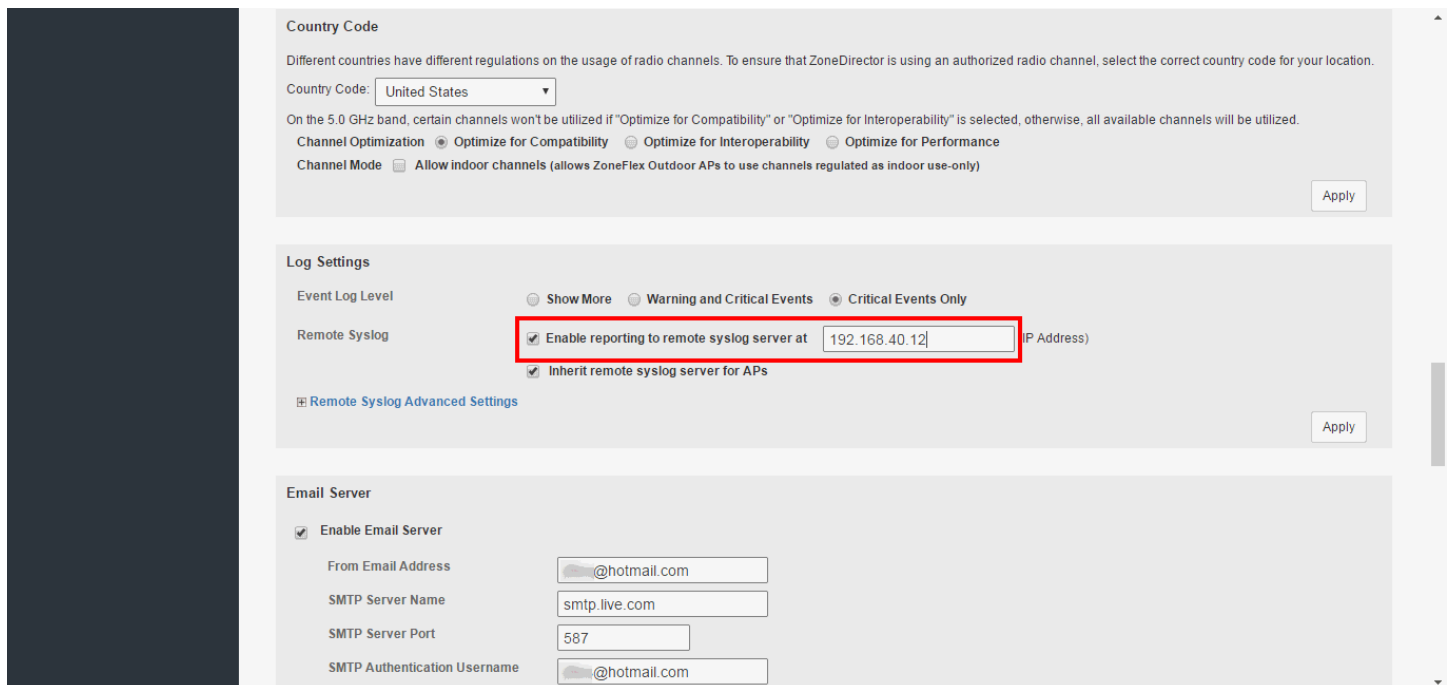 Country Code
Different countries have different regulations on the usage of radio channels. To ensure that ZoneDirector is using an authorized radio channel, select the correct country code for your location.
Country Code: United States
On the 5.0 GHz band, certain channels won't be utilized if "Optimize for Compatibility" or "Optimize for Interoperability" is selected, otherwise, all available channels will be utilized.
Channel Optimization Optimize for Compatibility Optimize for Interoperability Optimize for Performance
Channel Mode Allow indoor channels (allows ZoneFlex Outdoor APs to use channels regulated as indoor use-only)
Apply
Log Settings
Event Log Level Show More Warning and Critical Events Critical Events Only
Remote Syslog Enable reporting to remote syslog server at 192.168.40.12 IP Address)
Inherit remote syslog server for APs
Remote Syslog Advanced Settings
Apply
Email Server
Enable Email Server
From Email Address @hotmail.com
SMTP Server Name smtp.live.com
SMTP Server Port 587
SMTP Authentication Username @hotmail.com